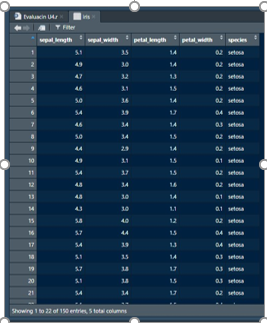 Evaluacin U4.r × iris ×
Filter
sepal_length sepal_width petal_length petal_width species
1 5.1 3.5 1.4 0.2 setosa
2 4.9 3.0 1.4 0.2 setosa
3 4.7 3.2 1.3 0.2 setosa
4 4.6 3.1 1.5 0.2 setosa
5 5.0 3.6 1.4 0.2 setosa
6 5.4 3.9 1.7 0.4 setosa
7 4.6 3.4 1.4 0.3 setosa
8 5.0 3.4 1.5 0.2 setosa
9 4.4 2.9 1.4 0.2 setosa
10 4.9 3.1 1.5 0.1 setosa
11 5.4 3.7 1.5 0.2 setosa
12 4.8 3.4 1.6 0.2 setosa
13 4.8 3.0 1.4 0.1 setosa
14 4.3 3.0 1.1 0.1 setosa
15 5.8 4.0 1.2 0.2 setosa
16 5.7 4.4 1.5 0.4 setosa
17 5.4 3.9 1.3 0.4 setosa
18 5.1 3.5 1.4 0.3 setosa
19 5.7 3.8 1.7 0.3 setosa
20 5.1 3.8 1.5 0.3 setosa
21 5.4 3.4 1.7 0.2 setosa
Showing 1 to 22 of 150 entries, 5 total columns